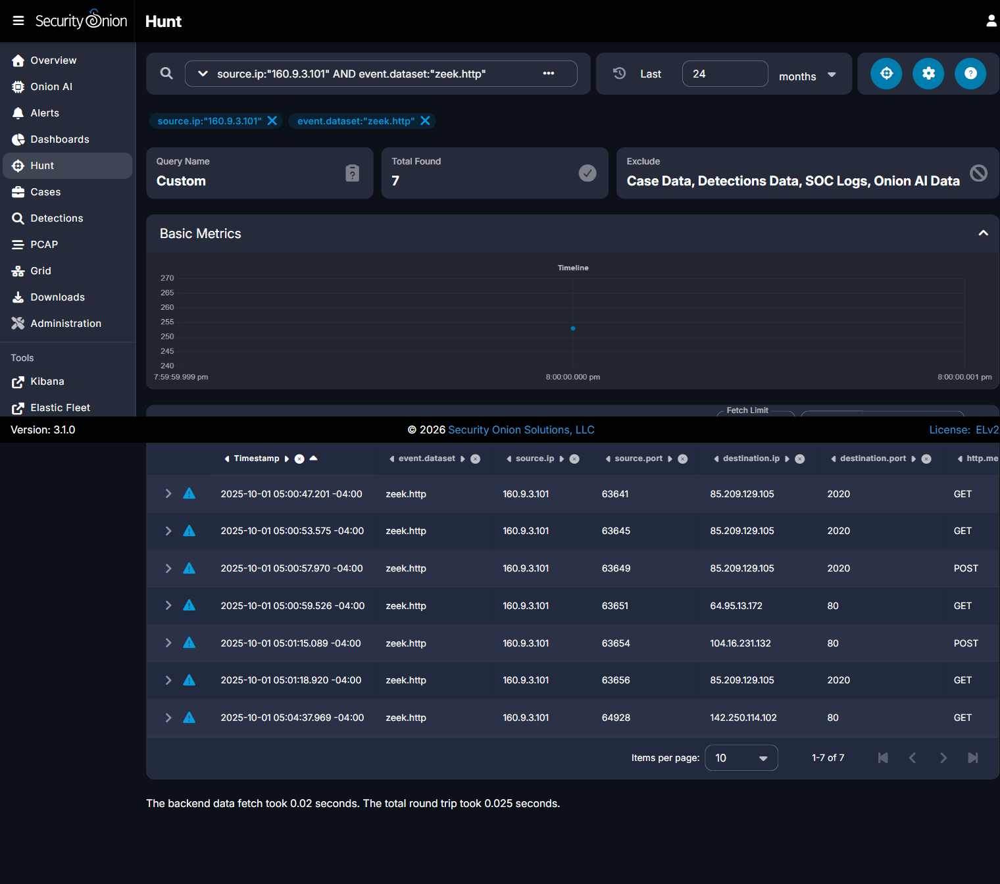 Security Onion
Hunt
Overview
Onion AI
Alerts
Dashboards
Hunt
Cases
Detections
PCAP
Grid
Downloads
Administration
Tools
Kibana
Elastic Fleet
source.ip:"160.9.3.101" AND event.dataset:"zeek.http"
Last 24 months
source.ip:"160.9.3.101" event.dataset:"zeek.http"
Query Name
Custom
Total Found
7
Exclude
Case Data, Detections Data, SOC Logs, Onion AI Data
Basic Metrics
Timeline
270
265
260
255
250
245
240
7:59:59.999 pm 8:00:00.000 pm 8:00:00.001 pm
Fetch Limit
Version: 3.1.0 © 2026 Security Onion Solutions, LLC License: ELv2
Timestamp event.dataset source.ip source.port destination.ip destination.port http.me
2025-10-01 05:00:47.201 -04:00 zeek.http 160.9.3.101 63641 85.209.129.105 2020 GET
2025-10-01 05:00:53.575 -04:00 zeek.http 160.9.3.101 63645 85.209.129.105 2020 GET
2025-10-01 05:00:57.970 -04:00 zeek.http 160.9.3.101 63649 85.209.129.105 2020 POST
2025-10-01 05:00:59.526 -04:00 zeek.http 160.9.3.101 63651 64.95.13.172 80 GET
2025-10-01 05:01:15.089 -04:00 zeek.http 160.9.3.101 63654 104.16.231.132 80 POST
2025-10-01 05:01:18.920 -04:00 zeek.http 160.9.3.101 63656 85.209.129.105 2020 GET
2025-10-01 05:04:37.969 -04:00 zeek.http 160.9.3.101 64928 142.250.114.102 80 GET
Items per page: 10 1-7 of 7
The backend data fetch took 0.02 seconds. The total round trip took 0.025 seconds.